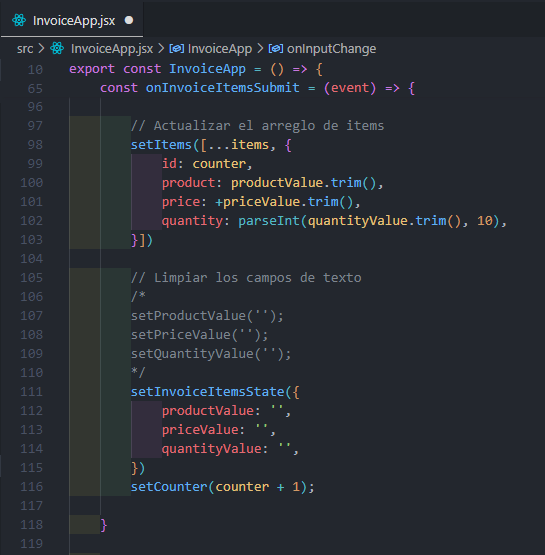 InvoiceApp.jsx
src > InvoiceApp.jsx > InvoiceApp > onInputChange
10 export const InvoiceApp = () => {
65     const onInvoiceItemsSubmit = (event) => {
96
97         // Actualizar el arreglo de items
98         setItems([...items, {
99             id: counter,
100             product: productValue.trim(),
101             price: +priceValue.trim(),
102             quantity: parseInt(quantityValue.trim(), 10),
103         }])
104
105         // Limpiar los campos de texto
106         /*
107         setProductValue('');
108         setPriceValue('');
109         setQuantityValue('');
110         */
111         setInvoiceItemsState({
112             productValue: '',
113             priceValue: '',
114             quantityValue: '',
115         })
116         setCounter(counter + 1);
117
118     }
119